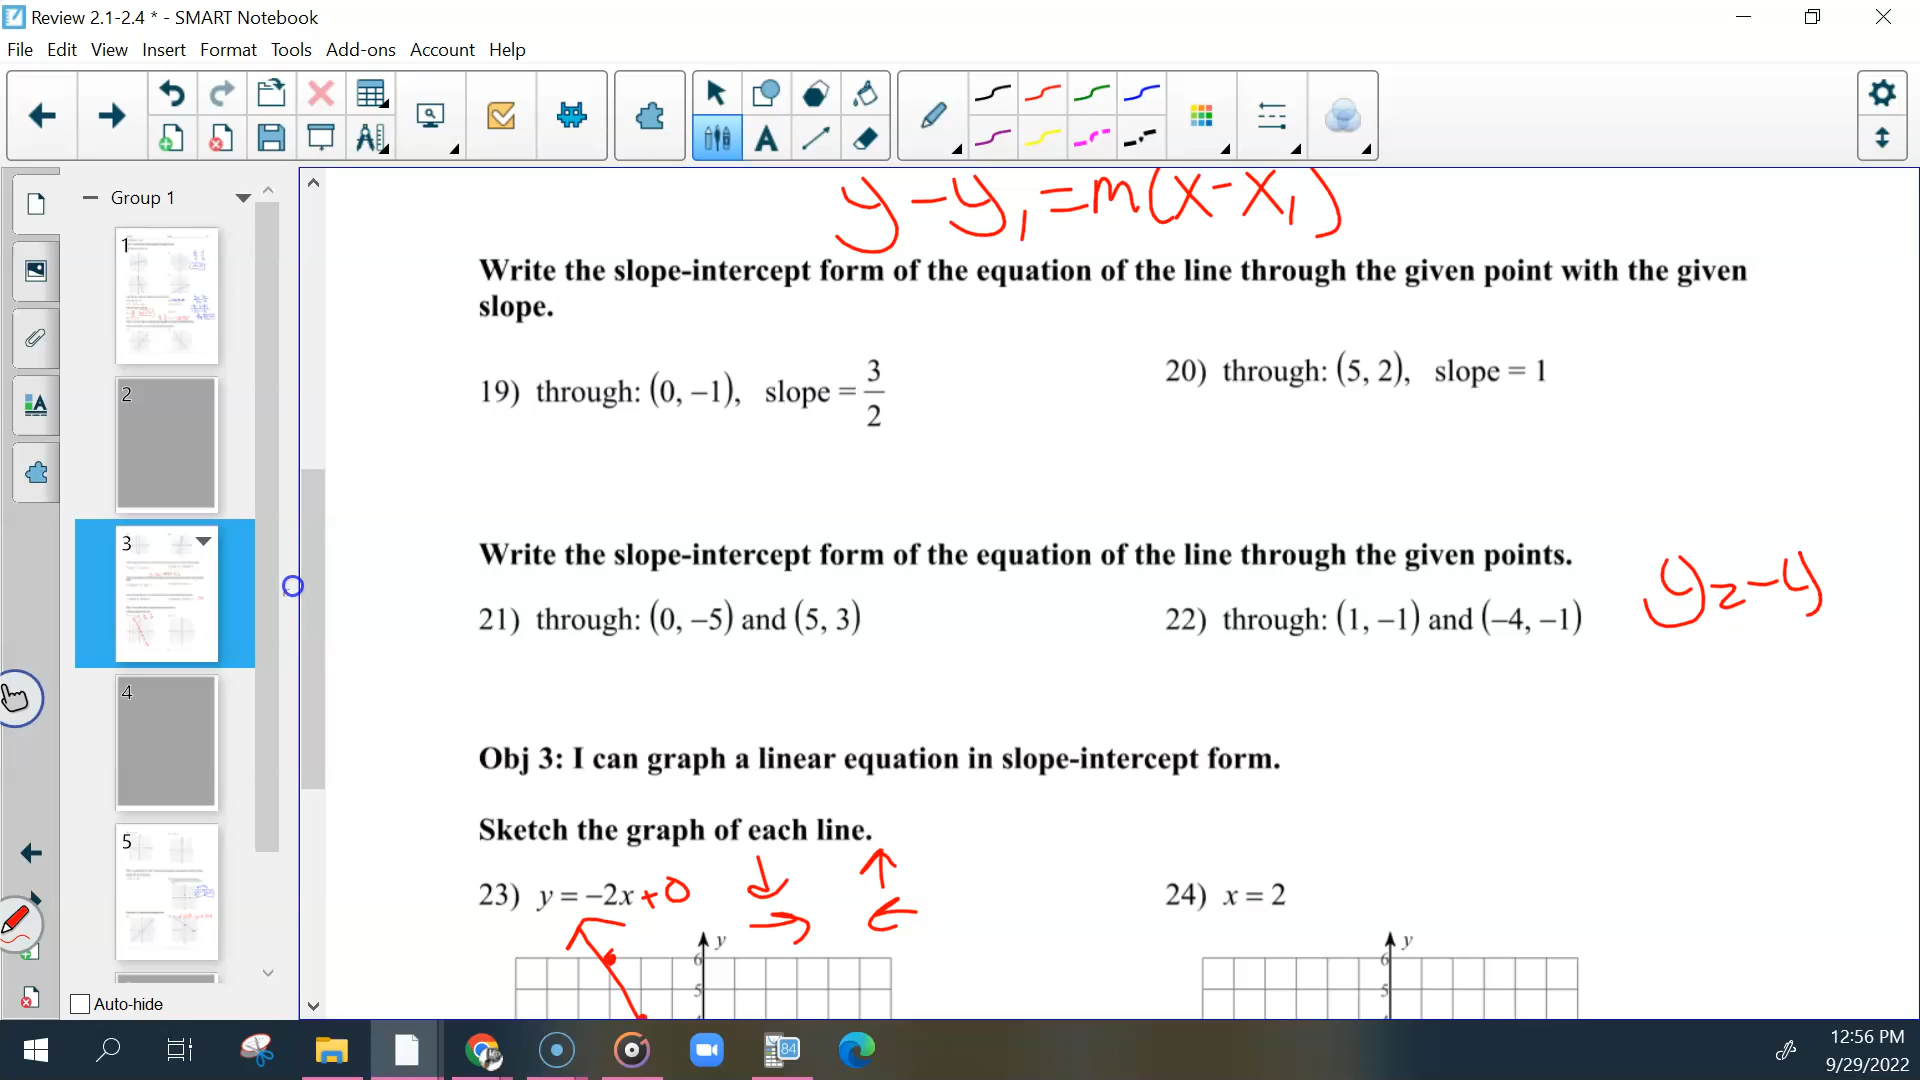 Review 2.1-2.4 * - SMART Notebook
File Edit View Insert Format Tools Add-ons Account Help
Group 1
1
2
3
4
5
Auto-hide
y-y₁=m(x-x₁)
Write the slope-intercept form of the equation of the line through the given point with the given
slope.
19) through: (0, −1), slope = 3/2
20) through: (5, 2), slope = 1
Write the slope-intercept form of the equation of the line through the given points.
y₂-y
21) through: (0, −5) and (5, 3)
22) through: (1, −1) and (−4, −1)
Obj 3: I can graph a linear equation in slope-intercept form.
Sketch the graph of each line.
23) y = −2x +0
24) x = 2
y
6
5
y
6
5
84
12:56 PM
9/29/2022